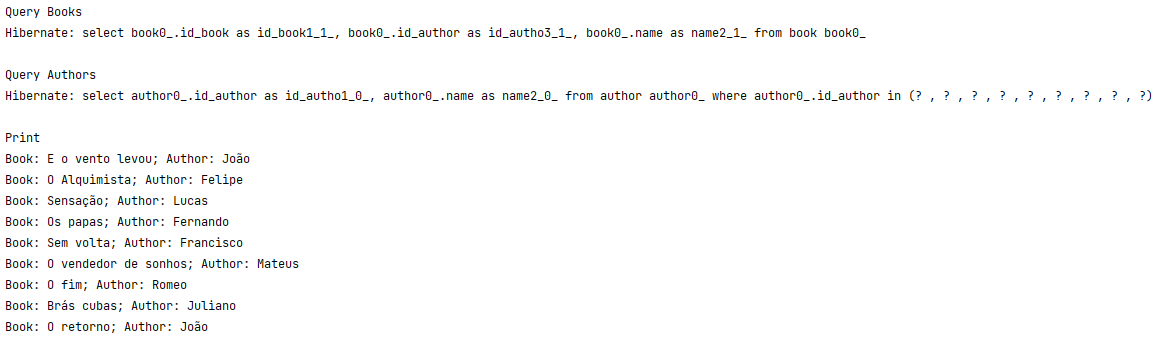 Query Books
Hibernate: select book0_.id_book as id_book1_1_, book0_.id_author as id_autho3_1_, book0_.name as name2_1_ from book book0_
Query Authors
Hibernate: select author0_.id_author as id_autho1_0_, author0_.name as name2_0_ from author author0_ where author0_.id_author in (? , ? , ? , ? , ? , ? , ? , ? , ?)
Print
Book: E o vento levou; Author: João
Book: O Alquimista; Author: Felipe
Book: Sensação; Author: Lucas
Book: Os papas; Author: Fernando
Book: Sem volta; Author: Francisco
Book: O vendedor de sonhos; Author: Mateus
Book: O fim; Author: Romeo
Book: Brás cubas; Author: Juliano
Book: O retorno; Author: João